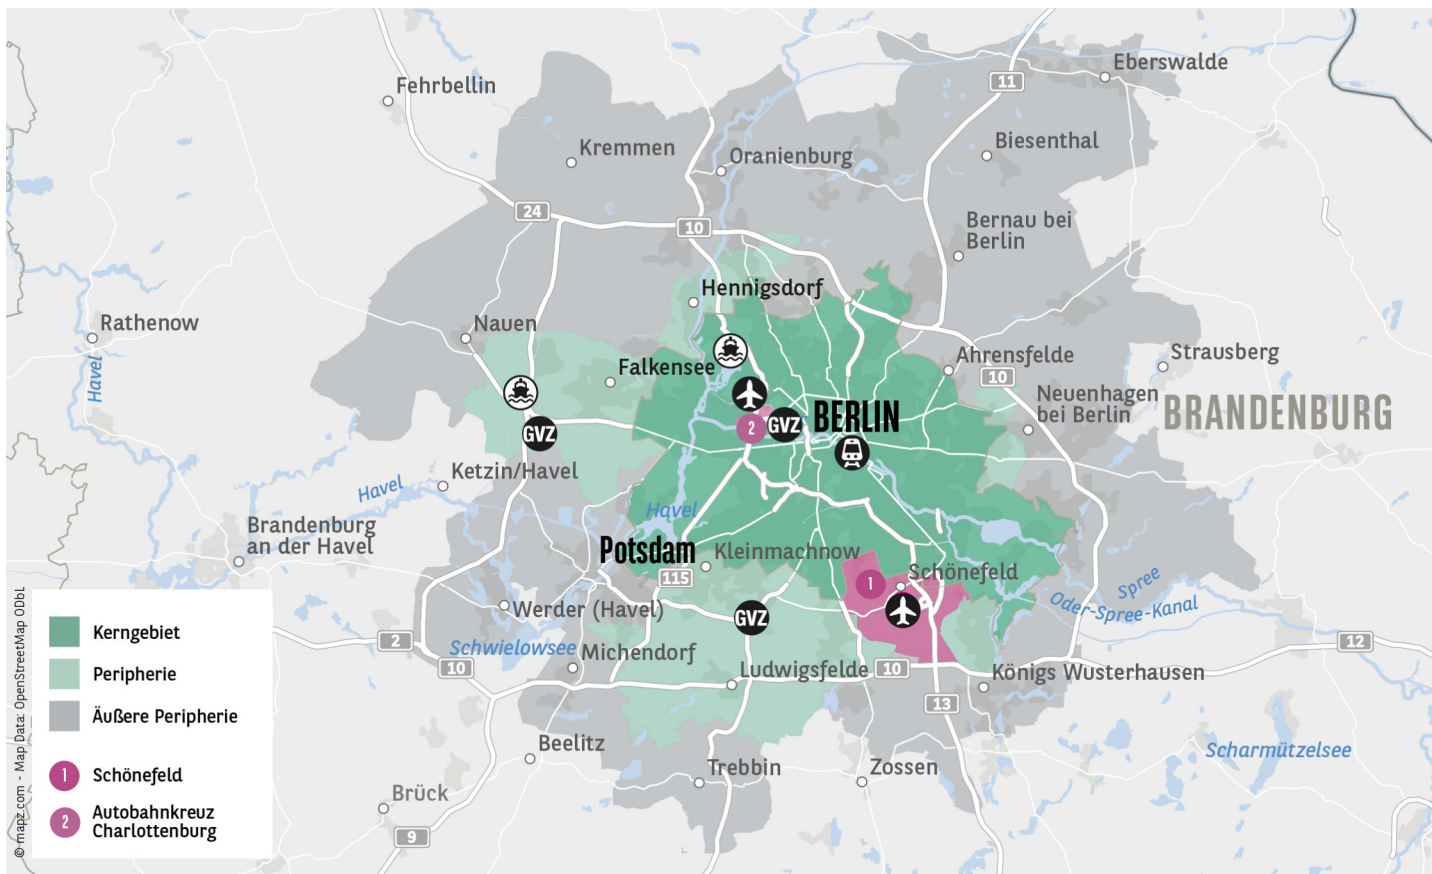 Fehrbellin
Eberswalde
11
Kremmen
Oranienburg
Biesenthal
24
10
Bernau bei
Berlin
Hennigsdorf
Rathenow
Nauen
Havel
Falkensee
Ahrensfelde
Strausberg
10
Neuenhagen
bei Berlin
BRANDENBURG
2
GVZ
BERLIN
GVZ
Ketzin/Havel
Havel
Havel
Brandenburg
an der Havel
Potsdam
Kleinmachnow
115
1
Schönefeld
Spree
Oder-Spree-Kanal
Werder (Havel)
GVZ
2
Schwielowsee
Michendorf
12
10
Ludwigsfelde
10
Königs Wusterhausen
13
Beelitz
Trebbin
Zossen
Scharmützelsee
Brück
9
Kerngebiet
Peripherie
Äußere Peripherie
1 Schönefeld
2 Autobahnkreuz
Charlottenburg
© mapz.com - Map Data: OpenStreetMap ODbL